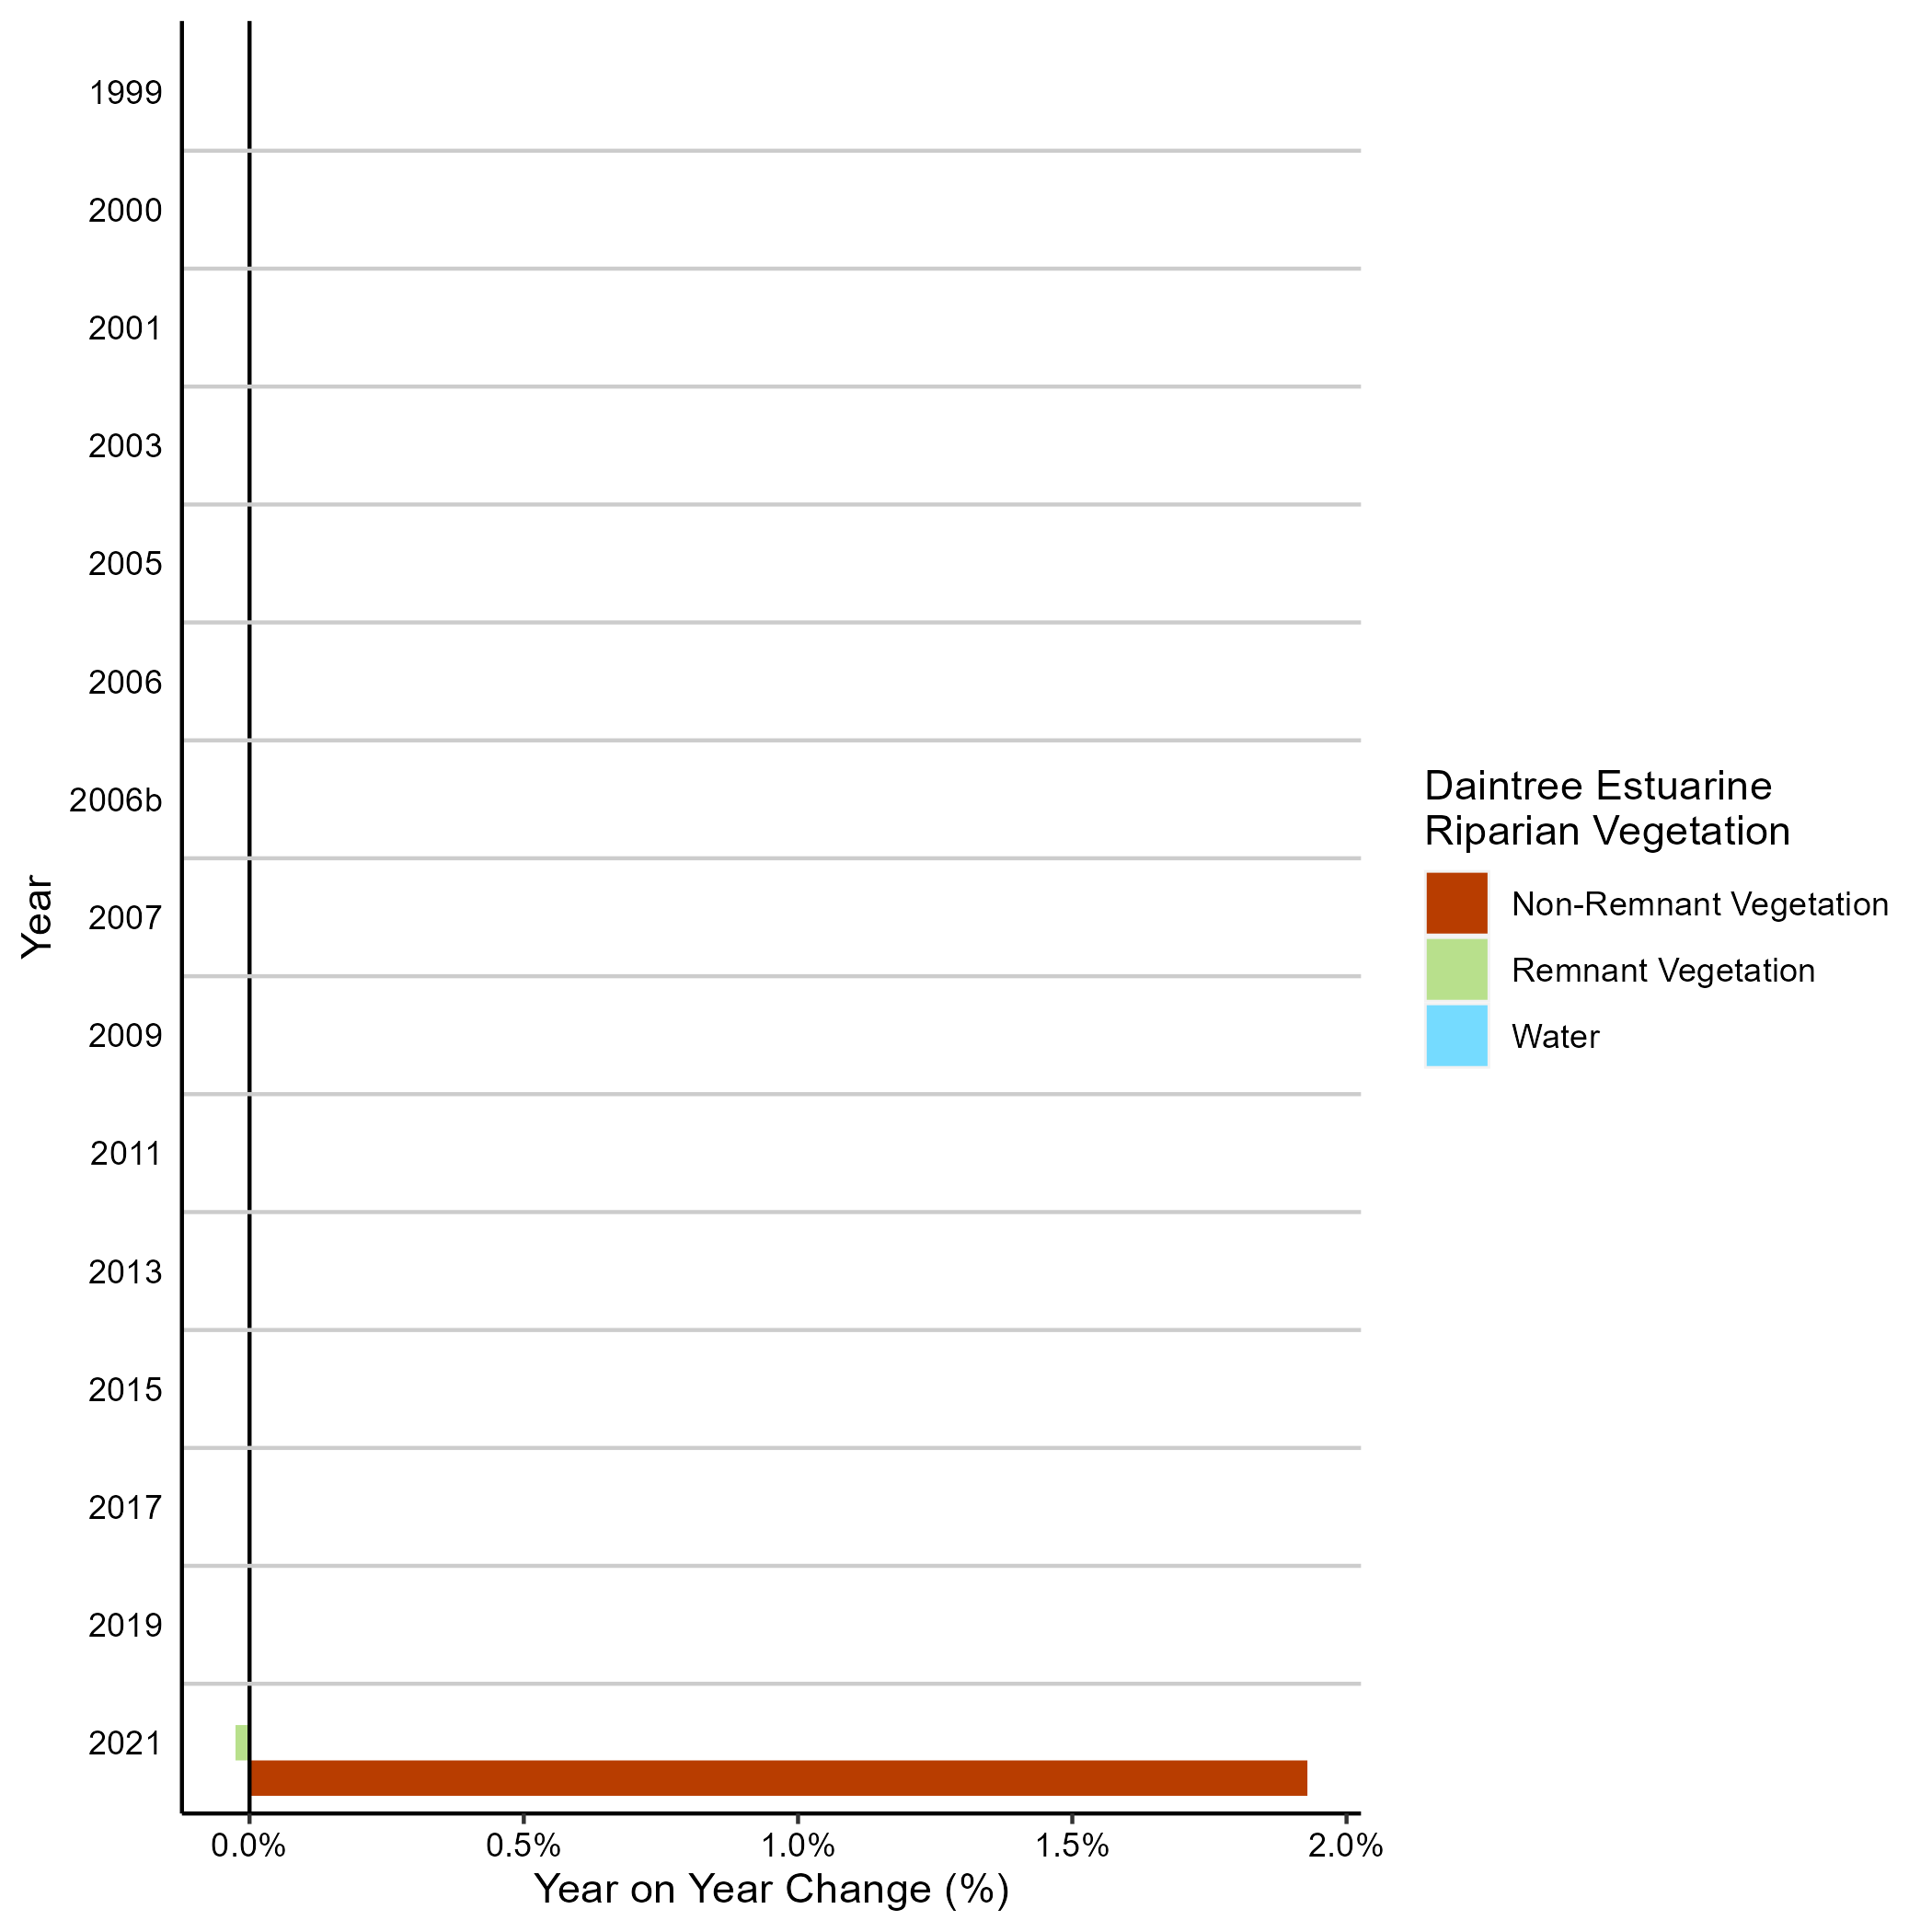 1999
2000
2001
2003
2005
2006
2006b
2007
2009
2011
2013
2015
2017
2019
2021
Year
0.0%
0.5%
1.0%
1.5%
2.0%
Year on Year Change (%)
Daintree Estuarine
Riparian Vegetation
Non-Remnant Vegetation
Remnant Vegetation
Water